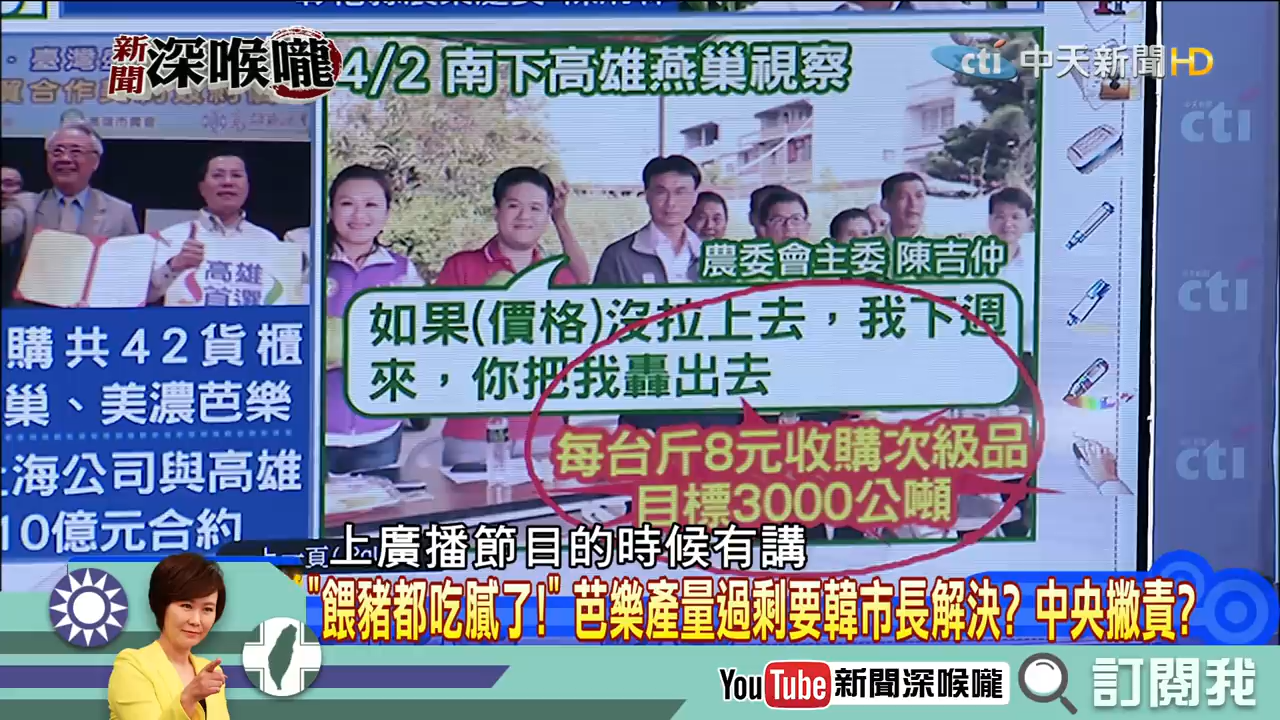 新聞深喉嚨
cti 中天新聞HD
4/2 南下高雄燕巢視察
農委會主委 陳吉仲
如果(價格)沒拉上去，我下週
來，你把我轟出去
每台斤8元收購次級品
目標3000公噸
高雄
首選
購共42貨櫃
巢、美濃芭樂
上海公司與高雄
10億元合約
cti
cti
cti
上一頁
上廣播節目的時候有講
"餵豬都吃膩了!" 芭樂產量過剩要韓市長解決? 中央撇責?
YouTube 新聞深喉嚨 訂閱我